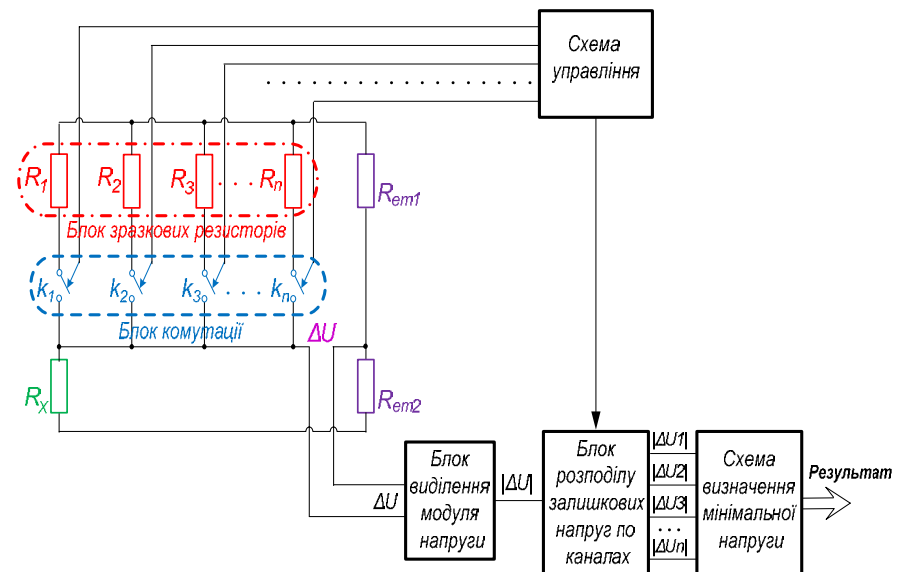 Схема
управління
R1
R2
R3
. . .
Rn
Rет1
Блок зразкових резисторів
k1
k2
k3
. . .
kn
Блок комутації
ΔU
Rx
Rет2
Блок
виділення
модуля
напруги
ΔU
|ΔU|
Блок
розподілу
залишкових
напруг по
каналах
|ΔU1|
|ΔU2|
|ΔU3|
...
|ΔUn|
Схема
визначення
мінімальної
напруги
Результат